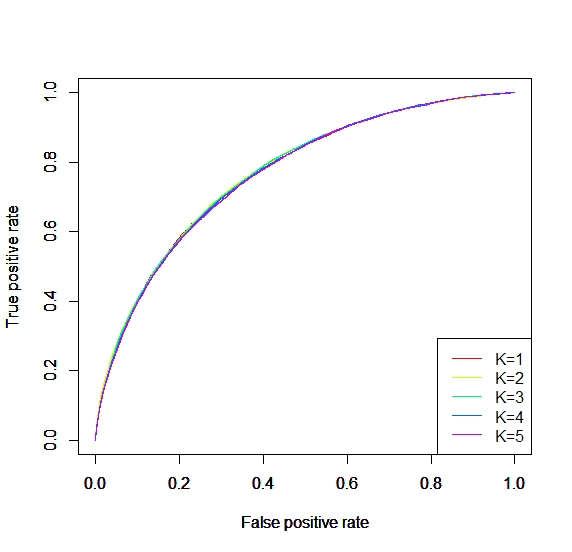 True positive rate
1.0
0.8
0.6
0.4
0.2
0.0
K=1
K=2
K=3
K=4
K=5
0.0 0.2 0.4 0.6 0.8 1.0
False positive rate